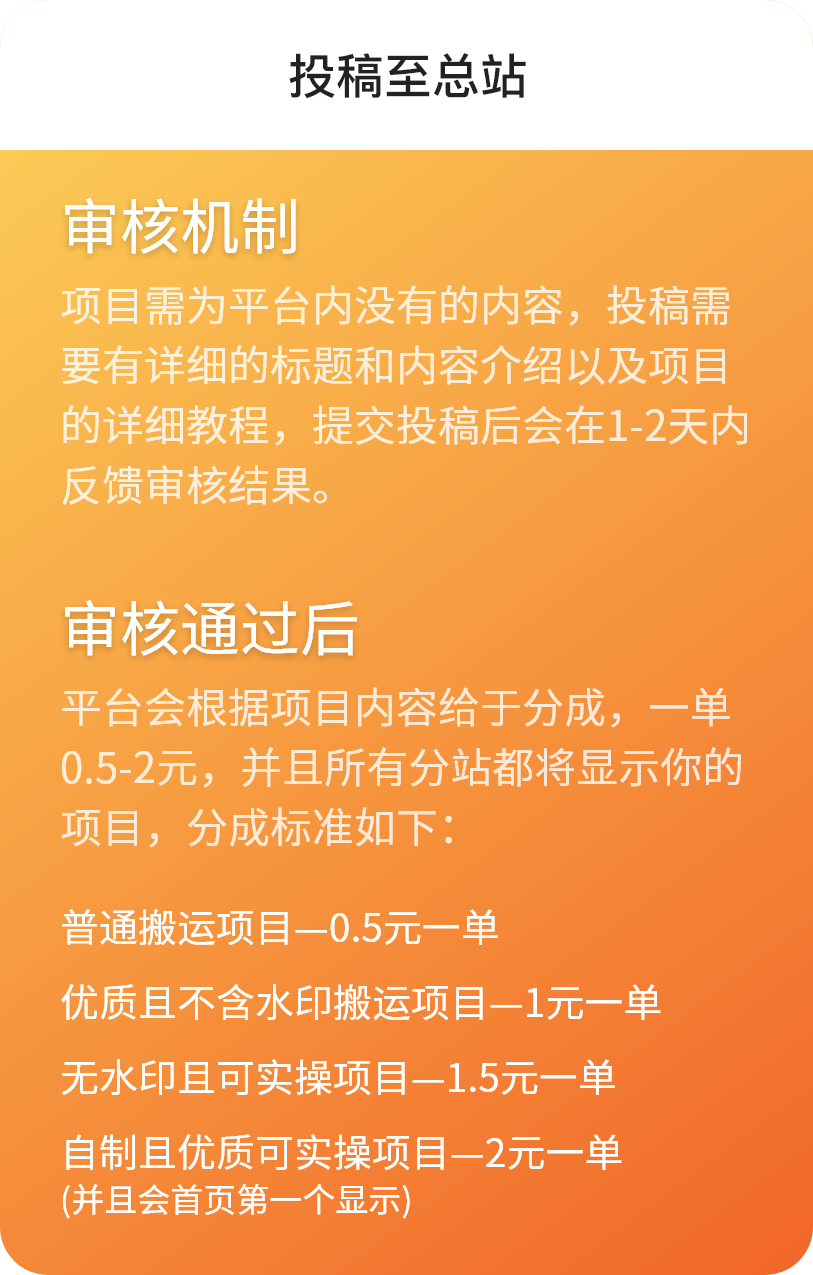 投稿至总站
审核机制
项目需为平台内没有的内容，投稿需
要有详细的标题和内容介绍以及项目
的详细教程，提交投稿后会在1-2天内
反馈审核结果。
审核通过后
平台会根据项目内容给于分成，一单
0.5-2元，并且所有分站都将显示你的
项目，分成标准如下：
普通搬运项目—0.5元一单
优质且不含水印搬运项目—1元一单
无水印且可实操项目—1.5元一单
自制且优质可实操项目—2元一单
(并且会首页第一个显示)